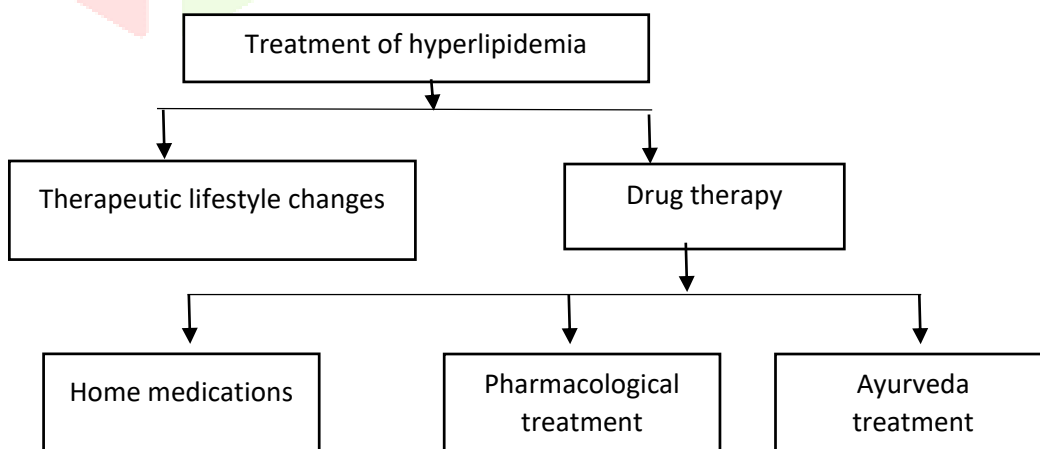 Treatment of hyperlipidemia
Therapeutic lifestyle changes
Drug therapy
Home medications
Pharmacological
treatment
Ayurveda
treatment